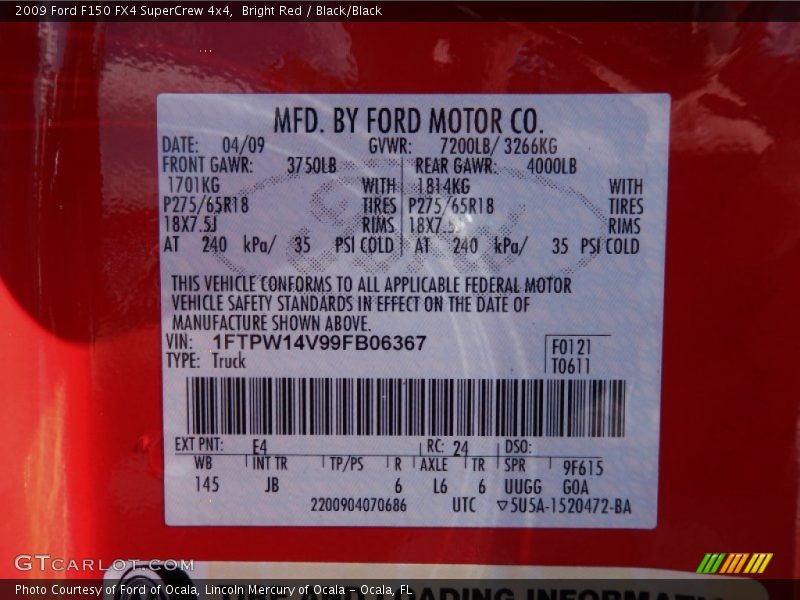 2009 Ford F150 FX4 SuperCrew 4x4,  Bright Red / Black/Black
MFD. BY FORD MOTOR CO.
DATE: 04/09 GVWR: 7200LB/ 3266KG
FRONT GAWR: 3750LB REAR GAWR: 4000LB
1701KG WITH 1814KG WITH
P275/65R18 TIRES P275/65R18 TIRES
18X7.5J RIMS 18X7.5J RIMS
AT 240 kPa/ 35 PSI COLD AT 240 kPa/ 35 PSI COLD
THIS VEHICLE CONFORMS TO ALL APPLICABLE FEDERAL MOTOR
VEHICLE SAFETY STANDARDS IN EFFECT ON THE DATE OF
MANUFACTURE SHOWN ABOVE.
VIN: 1FTPW14V99FB06367 F0121
TYPE: Truck T0611
EXT PNT: E4 RC: 24 DSO:
WB INT TR TP/PS R AXLE TR SPR 9F615
145 JB 6 L6 6 UUGG GOA
2200904070686 UTC ▽5U5A-1520472-BA
GTCARLOT.COM
Photo Courtesy of Ford of Ocala, Lincoln Mercury of Ocala – Ocala, FL